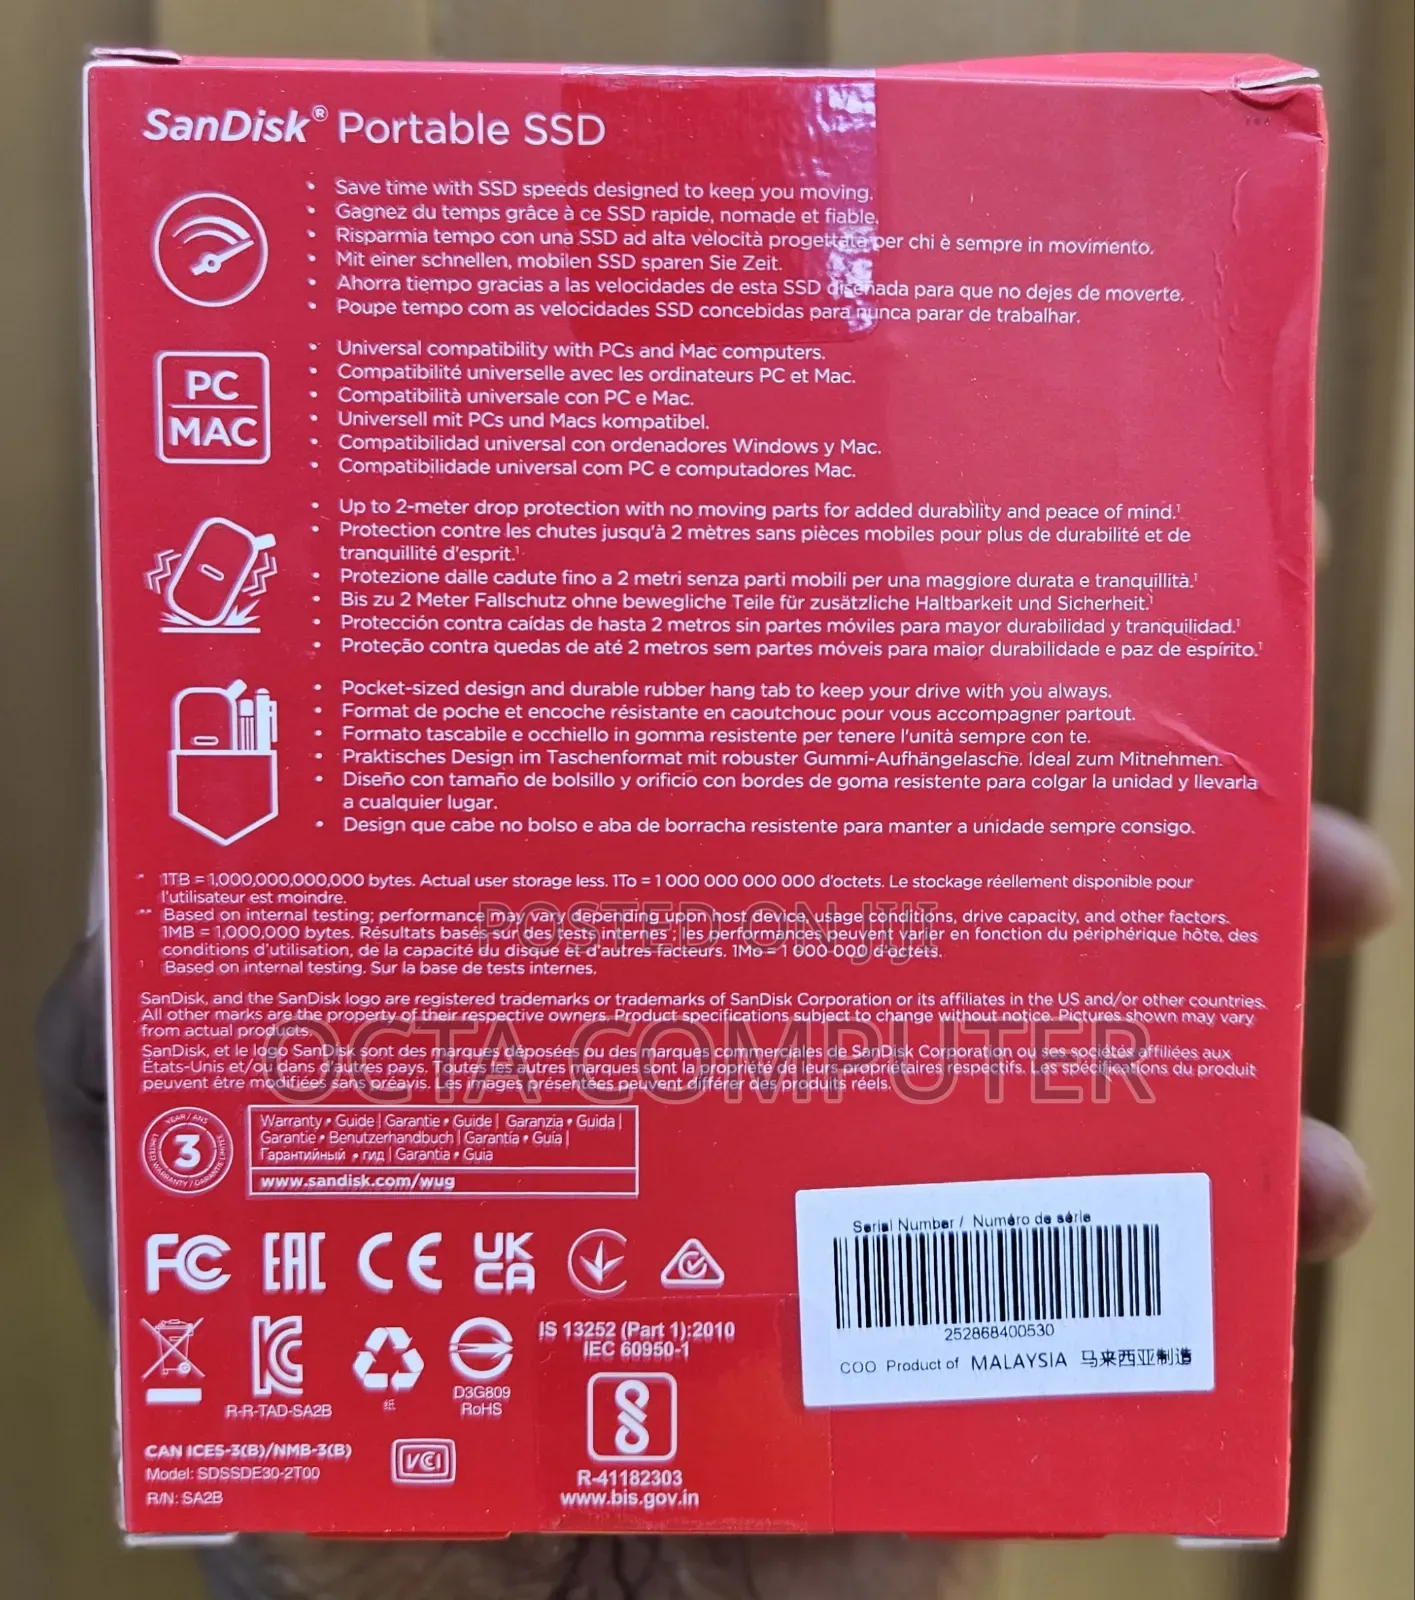 SanDisk® Portable SSD
• Save time with SSD speeds designed to keep you moving.
• Gagnez du temps grâce à ce SSD rapide, nomade et fiable.
• Risparmia tempo con una SSD ad alta velocità progettata per chi è sempre in movimento.
• Mit einer schnellen, mobilen SSD sparen Sie Zeit.
• Ahorra tiempo gracias a las velocidades de esta SSD diseñada para que no dejes de moverte.
• Poupe tempo com as velocidades SSD concebidas para nunca parar de trabalhar.
PC
MAC
• Universal compatibility with PCs and Mac computers.
• Compatibilité universelle avec les ordinateurs PC et Mac.
• Compatibilità universale con PC e Mac.
• Universell mit PCs und Macs kompatibel.
• Compatibilidad universal con ordenadores Windows y Mac.
• Compatibilidade universal com PC e computadores Mac.
• Up to 2-meter drop protection with no moving parts for added durability and peace of mind.¹
• Protection contre les chutes jusqu'à 2 mètres sans pièces mobiles pour plus de durabilité et de
tranquillité d'esprit.¹
• Protezione dalle cadute fino a 2 metri senza parti mobili per una maggiore durata e tranquillità.¹
• Bis zu 2 Meter Fallschutz ohne bewegliche Teile für zusätzliche Haltbarkeit und Sicherheit.¹
• Protección contra caídas de hasta 2 metros sin partes móviles para mayor durabilidad y tranquilidad.¹
• Proteção contra quedas de até 2 metros sem partes móveis para maior durabilidade e paz de espírito.¹
• Pocket-sized design and durable rubber hang tab to keep your drive with you always.
• Format de poche et encoche résistante en caoutchouc pour vous accompagner partout.
• Formato tascabile e occhiello in gomma resistente per tenere l'unità sempre con te.
• Praktisches Design im Taschenformat mit robuster Gummi-Aufhängelasche. Ideal zum Mitnehmen.
• Diseño con tamaño de bolsillo y orificio con bordes de goma resistente para colgar la unidad y llevarla
a cualquier lugar.
• Design que cabe no bolso e aba de borracha resistente para manter a unidade sempre consigo.
* 1TB = 1,000,000,000,000 bytes. Actual user storage less. 1To = 1 000 000 000 000 d'octets. Le stockage réellement disponible pour
l'utilisateur est moindre.
** Based on internal testing; performance may vary depending upon host device, usage conditions, drive capacity, and other factors.
1MB = 1,000,000 bytes. Résultats basés sur des tests internes ; les performances peuvent varier en fonction du périphérique hôte, des
conditions d'utilisation, de la capacité du disque et d'autres facteurs. 1Mo = 1 000 000 d'octets.
¹ Based on internal testing. Sur la base de tests internes.
POSTED ON JIJI
SanDisk, and the SanDisk logo are registered trademarks or trademarks of SanDisk Corporation or its affiliates in the US and/or other countries.
All other marks are the property of their respective owners. Product specifications subject to change without notice. Pictures shown may vary
from actual products.
OCTA COMPUTER
SanDisk, et le logo SanDisk sont des marques déposées ou des marques commerciales de SanDisk Corporation ou ses sociétés affiliées aux
États-Unis et/ou dans d'autres pays. Toutes les autres marques sont la propriété de leurs propriétaires respectifs. Les spécifications du produit
peuvent être modifiées sans préavis. Les images présentées peuvent différer des produits réels.
YEAR / ANS
3
LIMITED WARRANTY / GARANTIE LIMITÉE
Warranty • Guide | Garantie • Guide | Garanzia • Guida |
Garantie • Benutzerhandbuch | Garantía • Guía |
Гарантийный • гид | Garantia • Guia
www.sandisk.com/wug
FC EAC CE UK CA
Serial Number / Numéro de série
252868400530
COO Product of MALAYSIA 马来西亚制造
R-R-TAD-SA2B
D3G809
RoHS
IS 13252 (Part 1):2010
IEC 60950-1
R-41182303
www.bis.gov.in
CAN ICES-3(B)/NMB-3(B)
Model: SDSSDE30-2T00
R/N: SA2B
VCI